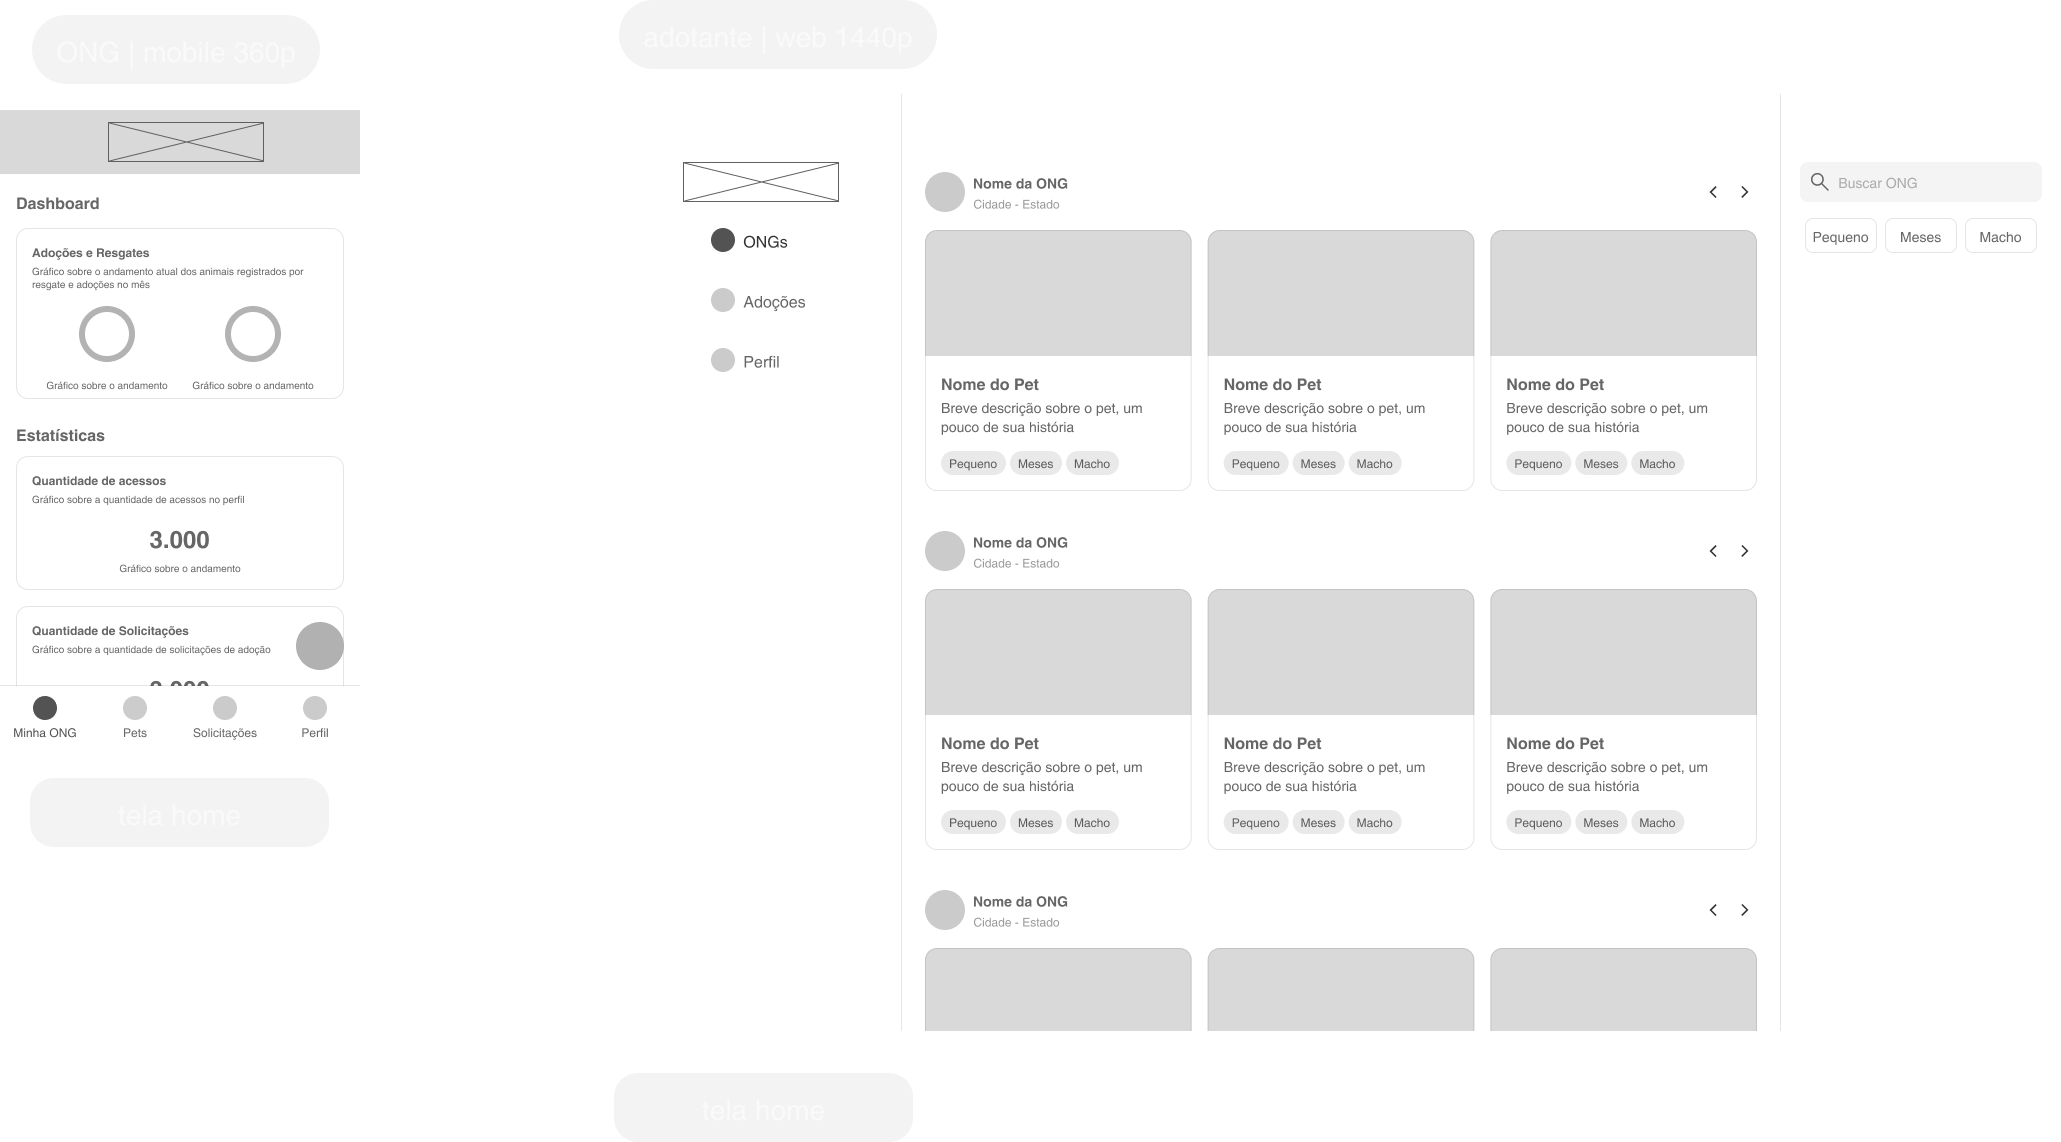 ONG | mobile 360p
Dashboard
Adoções e Resgates
Gráfico sobre o andamento atual dos animais registrados por
resgate e adoções no mês
Gráfico sobre o andamento
Gráfico sobre o andamento
Estatísticas
Quantidade de acessos
Gráfico sobre a quantidade de acessos no perfil
3.000
Gráfico sobre o andamento
Quantidade de Solicitações
Gráfico sobre a quantidade de solicitações de adoção
Minha ONG
Pets
Solicitações
Perfil
tela home
adotante | web 1440p
ONGs
Adoções
Perfil
Nome da ONG
Cidade - Estado
Nome do Pet
Breve descrição sobre o pet, um
pouco de sua história
Pequeno Meses Macho
Nome do Pet
Breve descrição sobre o pet, um
pouco de sua história
Pequeno Meses Macho
Nome do Pet
Breve descrição sobre o pet, um
pouco de sua história
Pequeno Meses Macho
Nome da ONG
Cidade - Estado
Nome do Pet
Breve descrição sobre o pet, um
pouco de sua história
Pequeno Meses Macho
Nome do Pet
Breve descrição sobre o pet, um
pouco de sua história
Pequeno Meses Macho
Nome do Pet
Breve descrição sobre o pet, um
pouco de sua história
Pequeno Meses Macho
Nome da ONG
Cidade - Estado
Buscar ONG
Pequeno Meses Macho
tela home